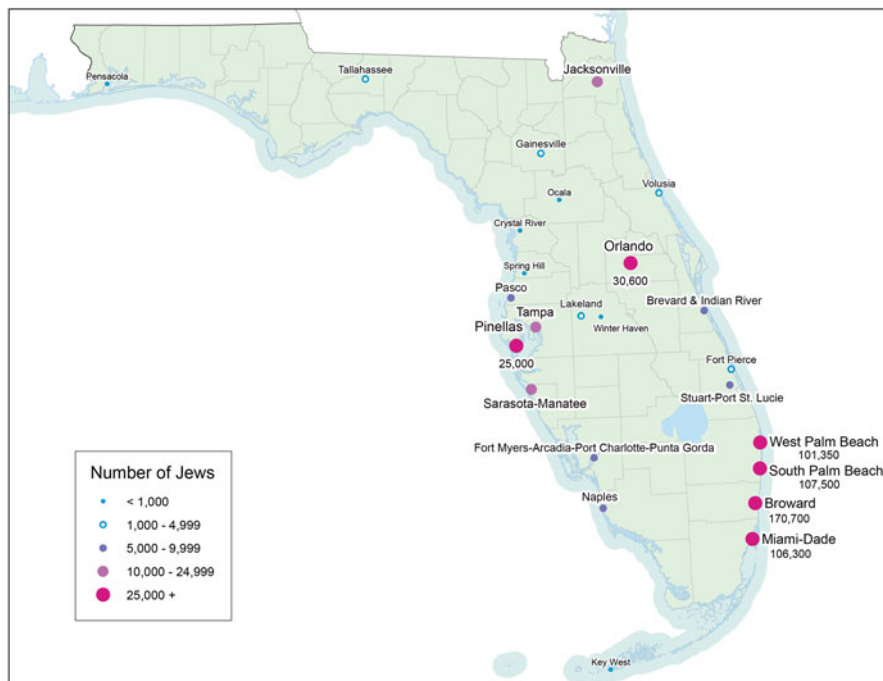 Pensacola
Tallahassee
Jacksonville
Gainesville
Ocala
Volusia
Crystal River
Orlando
30,600
Spring Hill
Pasco
Brevard & Indian River
Lakeland
Tampa
Winter Haven
Pinellas
25,000
Fort Pierce
Stuart-Port St. Lucie
Sarasota-Manatee
West Palm Beach
101,350
Fort Myers-Arcadia-Port Charlotte-Punta Gorda
South Palm Beach
107,500
Naples
Broward
170,700
Miami-Dade
106,300
Key West
Number of Jews
< 1,000
1,000 - 4,999
5,000 - 9,999
10,000 - 24,999
25,000 +